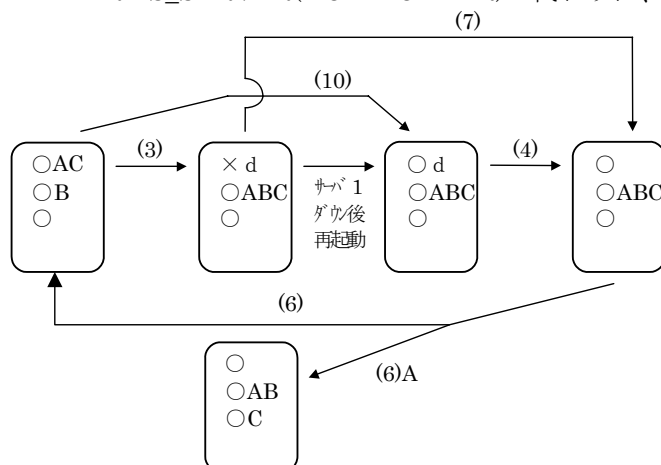 (7)
(10)
○AC
○B
○
(3)
×d
○ABC
○
ｻｰﾊﾞ1
ﾀﾞｳﾝ後
再起動
○d
○ABC
○
(4)
○
○ABC
○
(6)
(6)A
○
○AB
○C